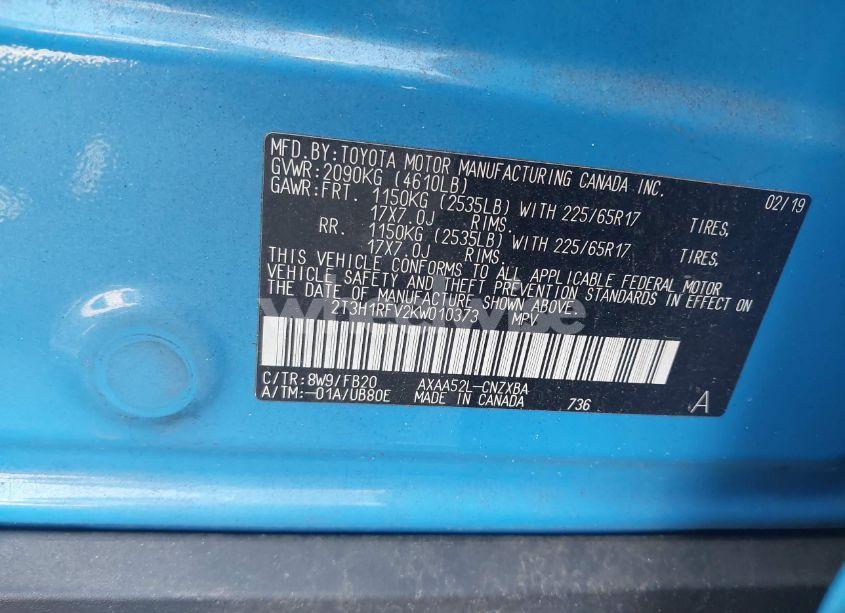 MFD. BY: TOYOTA MOTOR MANUFACTURING CANADA INC.
GVWR: 2090KG (4610LB) 02/19
GAWR: FRT. 1150KG (2535LB) WITH 225/65R17 TIRES,
17X7.0J RIMS.
RR. 1150KG (2535LB) WITH 225/65R17 TIRES,
17X7.0J RIMS.
THIS VEHICLE CONFORMS TO ALL APPLICABLE FEDERAL MOTOR
VEHICLE SAFETY AND THEFT PREVENTION STANDARDS IN EFFECT ON
THE DATE OF MANUFACTURE SHOWN ABOVE.
2T3H1RFV2KW010373 MPV
C/TR: 8W9/FB20 AXAA52L-CNZXBA
A/TM: -01A/UB80E MADE IN CANADA 736 A